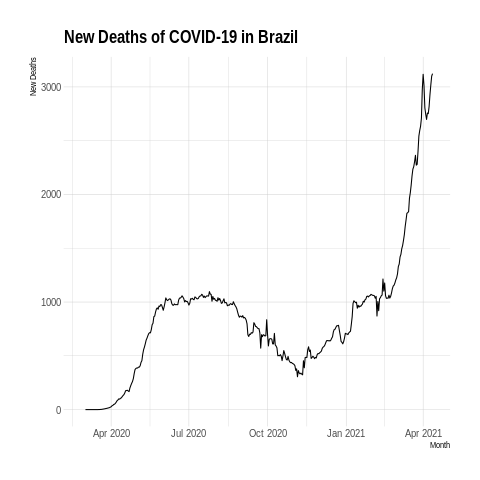 New Deaths of COVID-19 in Brazil
New Deaths
3000
2000
1000
0
Apr 2020 Jul 2020 Oct 2020 Jan 2021 Apr 2021
Month